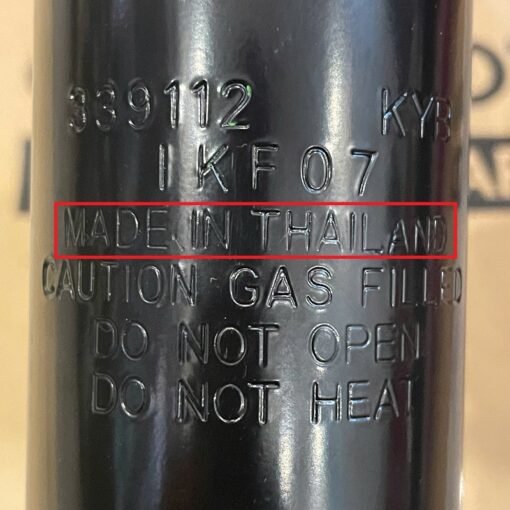 339112 KYB
1KF07
MADE IN THAILAND
CAUTION GAS FILLED
DO NOT OPEN
DO NOT HEAT